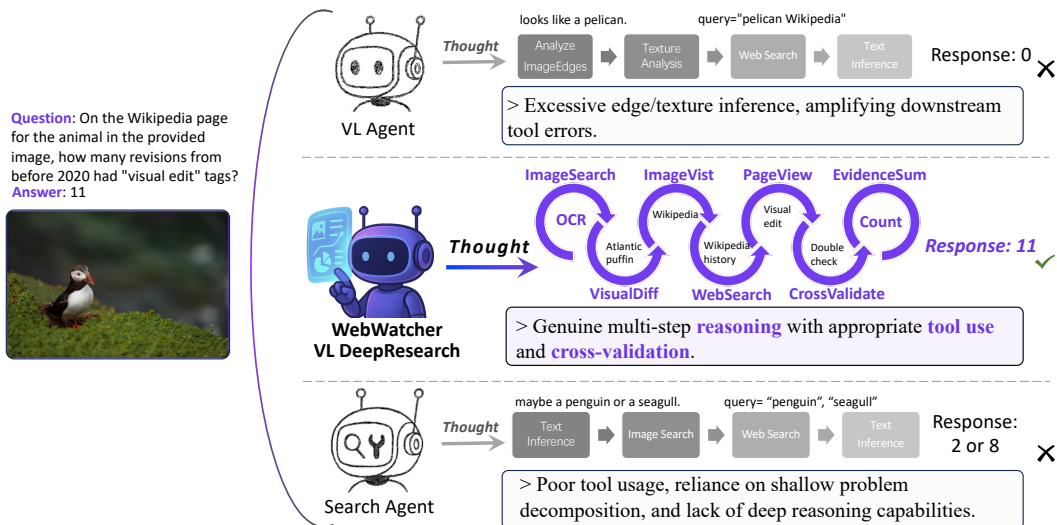 Question: On the Wikipedia page
for the animal in the provided
image, how many revisions from
before 2020 had "visual edit" tags?
Answer: 11
looks like a pelican.
query="pelican Wikipedia"
VL Agent
Thought
Analyze
ImageEdges
Texture
Analysis
Web Search
Text
Inference
Response: 0
> Excessive edge/texture inference, amplifying downstream
tool errors.
WebWatcher
VL DeepResearch
Thought
ImageSearch
ImageVist
PageView
EvidenceSum
OCR
Atlantic
puffin
Wikipedia
Wikipedia
history
Visual
edit
Double
check
Count
VisualDiff
WebSearch
CrossValidate
Response: 11
> Genuine multi-step reasoning with appropriate tool use
and cross-validation.
maybe a penguin or a seagull.
query= “penguin”, “seagull”
Search Agent
Thought
Text
Inference
Image Search
Web Search
Text
Inference
Response:
2 or 8
> Poor tool usage, reliance on shallow problem
decomposition, and lack of deep reasoning capabilities.